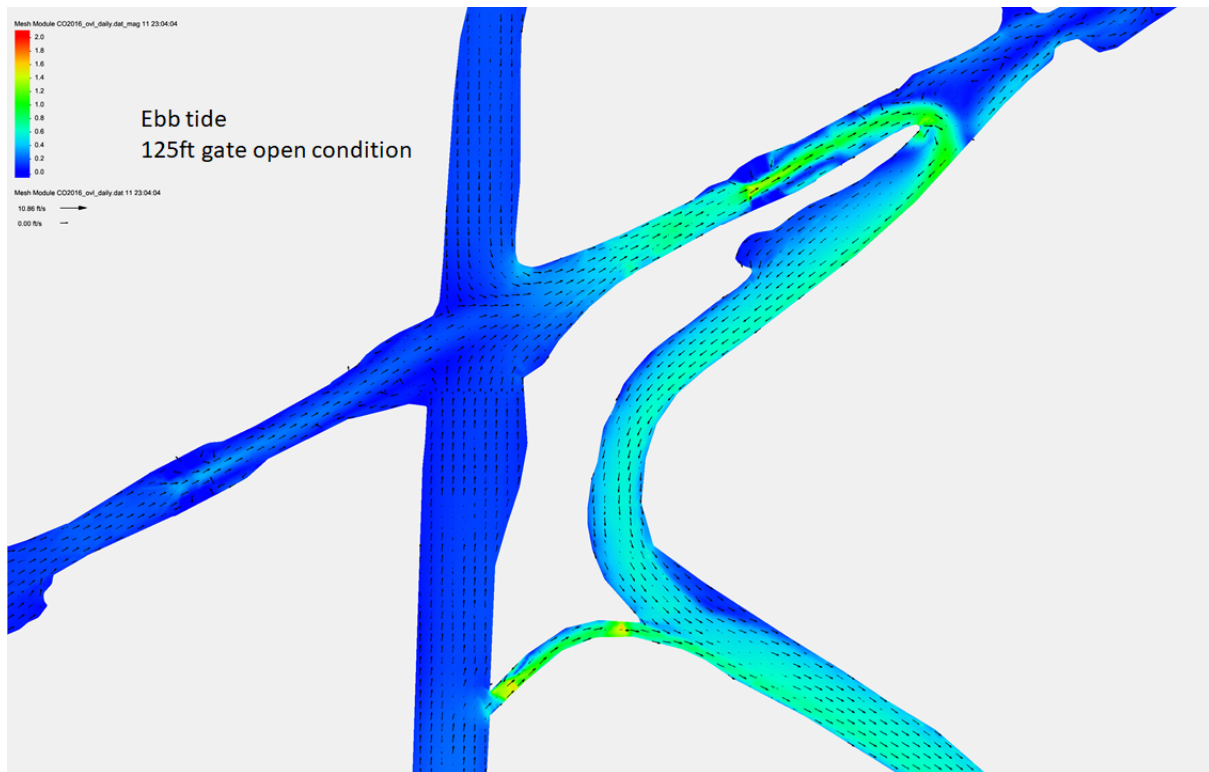 Mesh Module CO2016_ovl_daily.dat_mag 11 23:04:04
2.0
1.8
1.6
1.4
1.2
1.0
0.8
0.6
0.4
0.2
0.0
Ebb tide
125ft gate open condition
Mesh Module CO2016_ovl_daily.dat 11 23:04:04
10.86 ft/s
0.00 ft/s